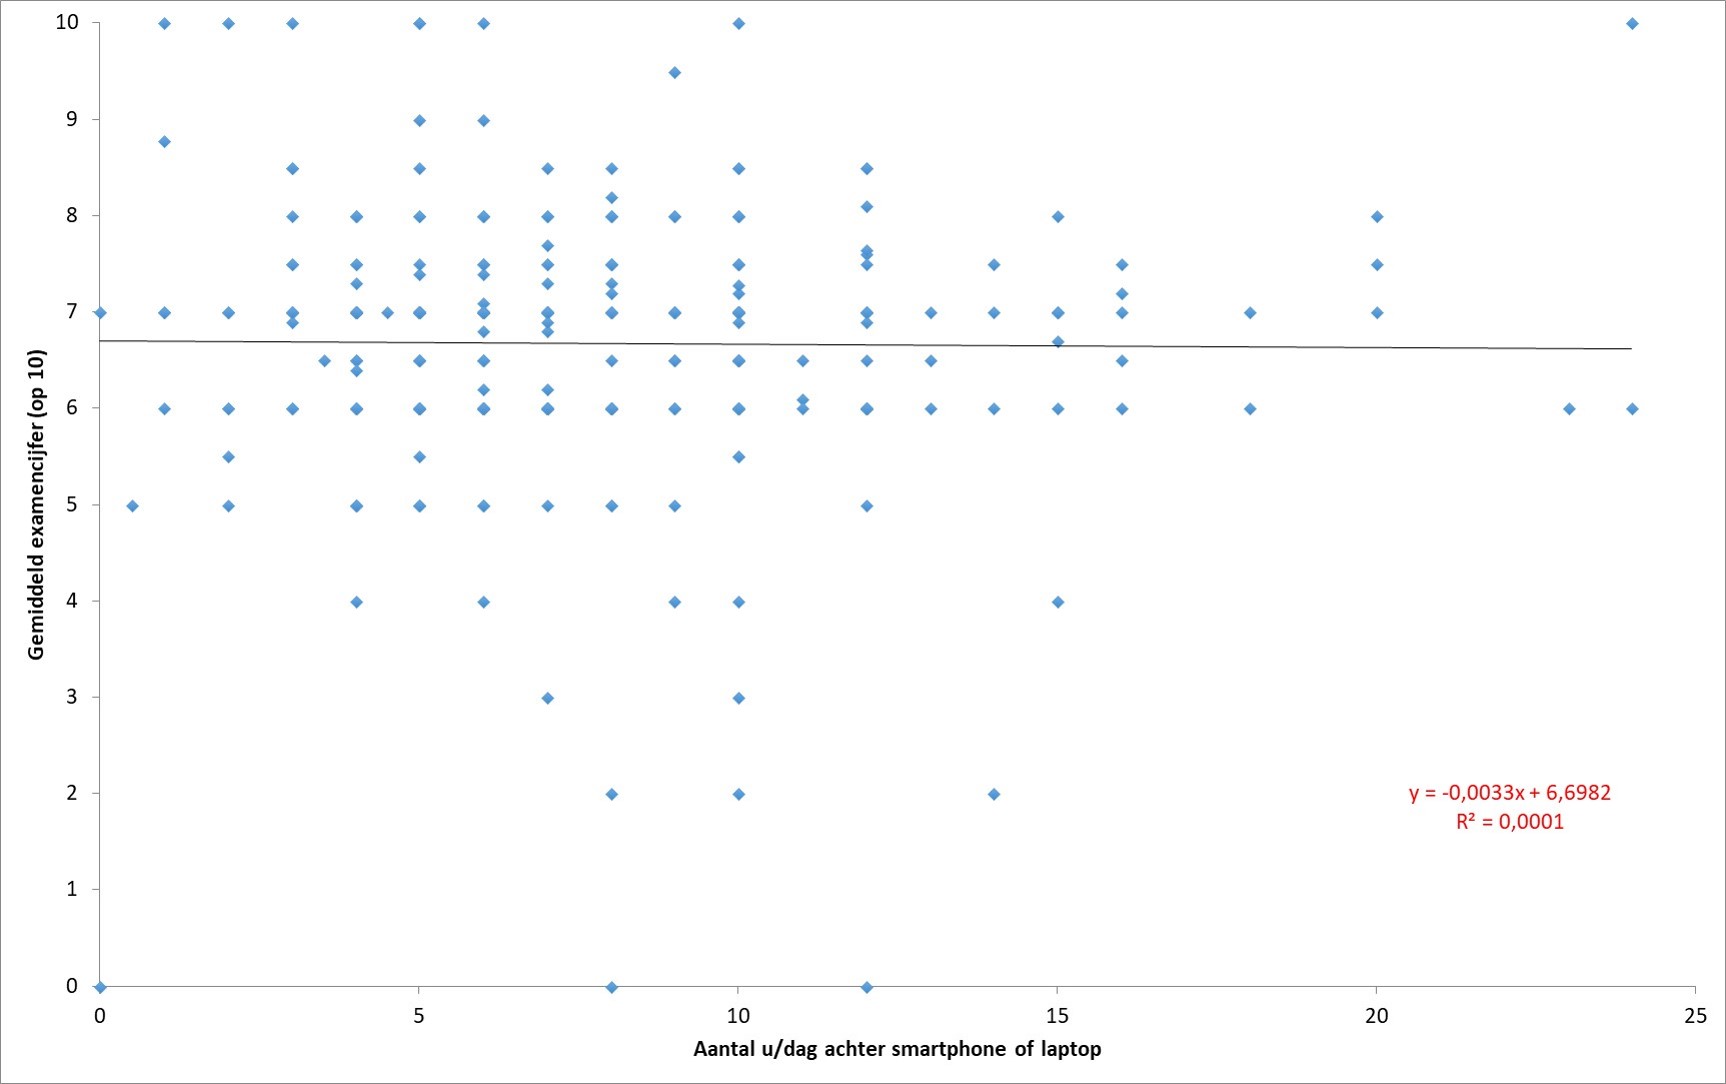 10
9
8
7
6
5
4
3
2
1
0
Gemiddeld examencijfer (op 10)
y = -0,0033x + 6,6982
R² = 0,0001
0 5 10 15 20 25
Aantal u/dag achter smartphone of laptop